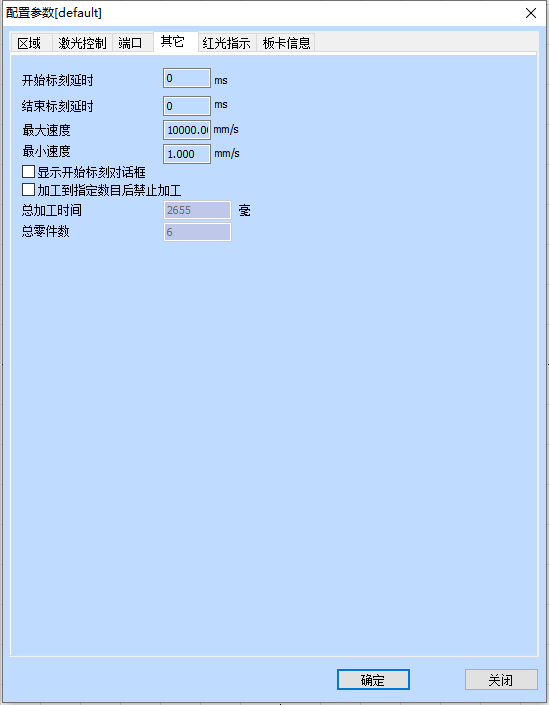 配置参数[default]
区域 激光控制 端口 其它 红光指示 板卡信息
开始标刻延时 0 ms
结束标刻延时 0 ms
最大速度 10000.0 mm/s
最小速度 1.000 mm/s
显示开始标刻对话框
加工到指定数目后禁止加工
总加工时间 2655 毫
总零件数 6
确定 关闭